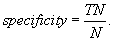 specificity = TN/N.